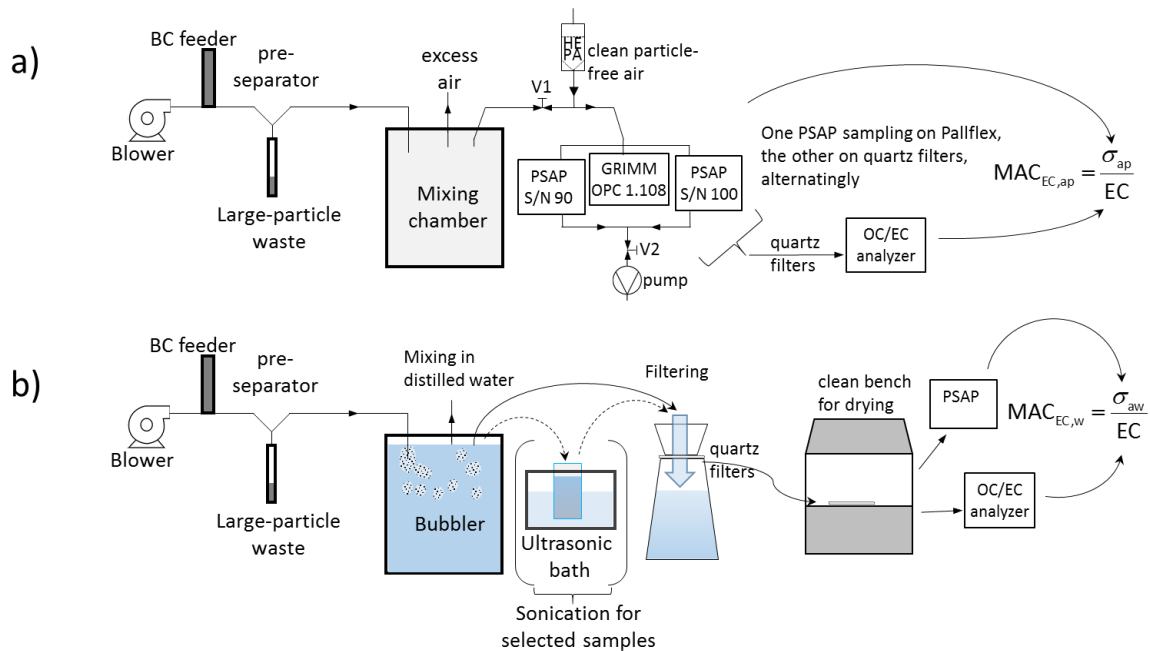 a)
BC feeder
pre-
separator
Blower
Large-particle
waste
excess
air
Mixing
chamber
HE
PA
clean particle-
free air
V1
PSAP
S/N 90
GRIMM
OPC 1.108
PSAP
S/N 100
V2
pump
One PSAP sampling on Pallflex,
the other on quartz filters,
alternatingly
quartz
filters
OC/EC
analyzer
MAC_EC,ap = σ_ap
EC
b)
BC feeder
pre-
separator
Blower
Large-particle
waste
Mixing in
distilled water
Bubbler
Ultrasonic
bath
Sonication for
selected samples
Filtering
quartz
filters
clean bench
for drying
PSAP
OC/EC
analyzer
MAC_EC,w = σ_aw
EC